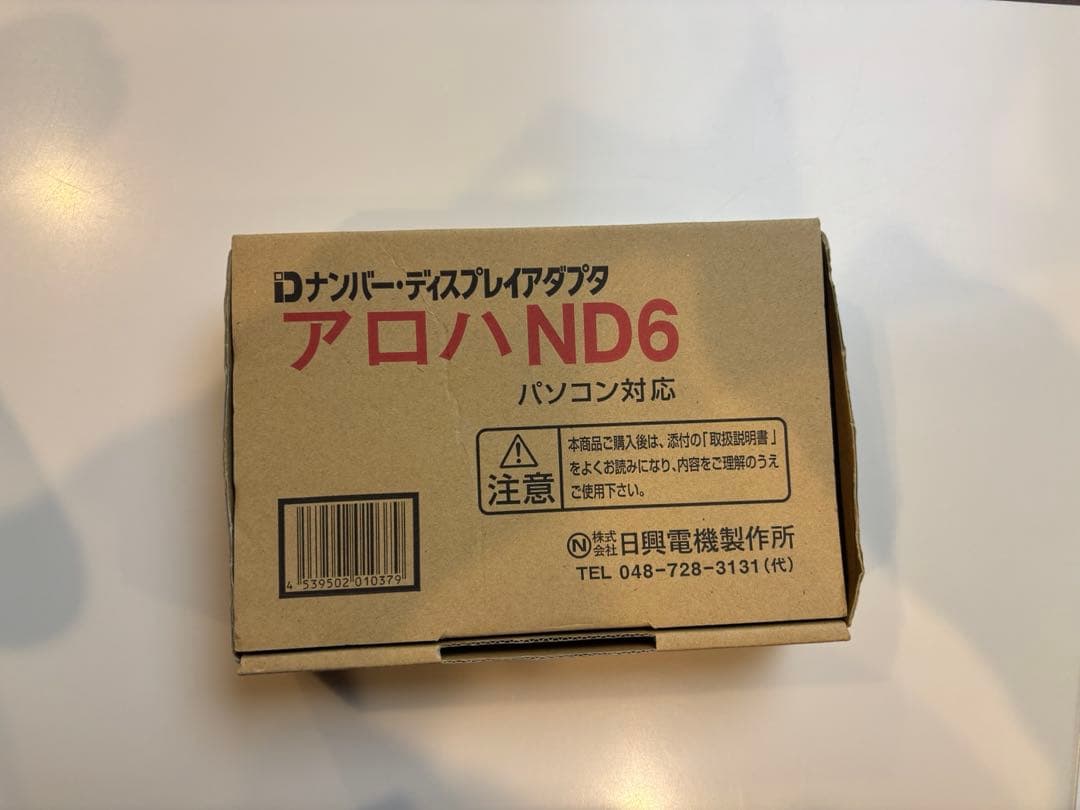 iDナンバー・ディスプレイアダプタ
アロハND6
パソコン対応
注意
本商品ご購入後は、添付の「取扱説明書」
をよくお読みになり、内容をご理解のうえ
ご使用下さい。
N株式会社日興電機製作所
TEL 048-728-3131(代)
4 539502 010379